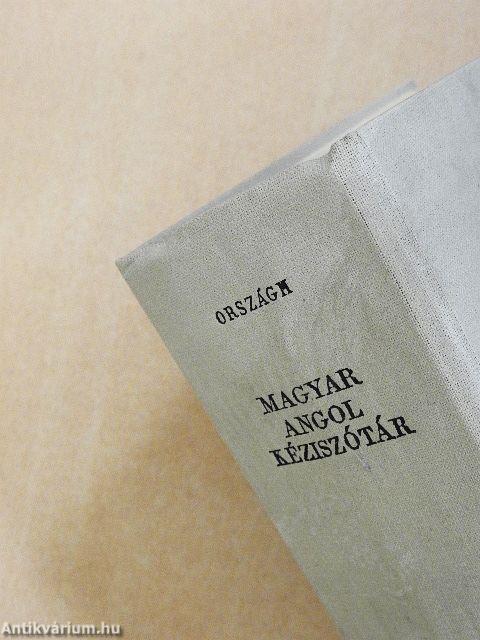 ORSZÁGH
MAGYAR
ANGOL
KÉZISZÓTÁR
Antikvárium.hu